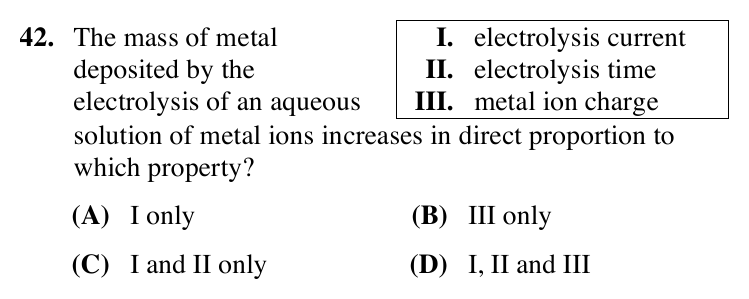 42. The mass of metal
deposited by the
electrolysis of an aqueous
I. electrolysis current
II. electrolysis time
III. metal ion charge
solution of metal ions increases in direct proportion to
which property?
(A) I only
(B) III only
(C) I and II only
(D) I, II and III